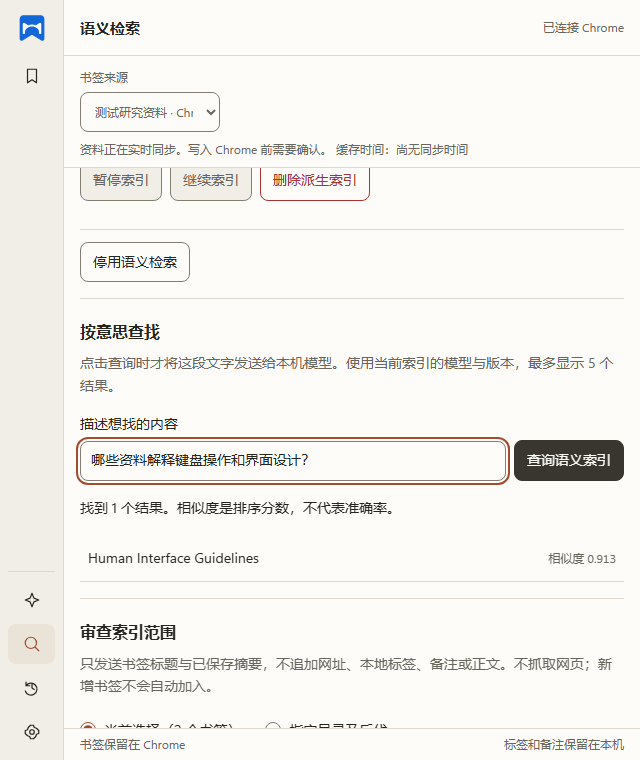 语义检索
已连接 Chrome
书签来源
测试研究资料 · Chr
资料正在实时同步。写入 Chrome 前需要确认。 缓存时间：尚无同步时间
暂停索引
继续索引
删除派生索引
停用语义检索
按意思查找
点击查询时才将这段文字发送给本机模型。使用当前索引的模型与版本，最多显示 5 个
结果。
描述想找的内容
哪些资料解释键盘操作和界面设计？
查询语义索引
找到 1 个结果。相似度是排序分数，不代表准确率。
Human Interface Guidelines
相似度 0.913
审查索引范围
只发送书签标题与已保存摘要，不追加网址、本地标签、备注或正文。不抓取网页；新
增书签不会自动加入。
书签保留在 Chrome
标签和备注保留在本机